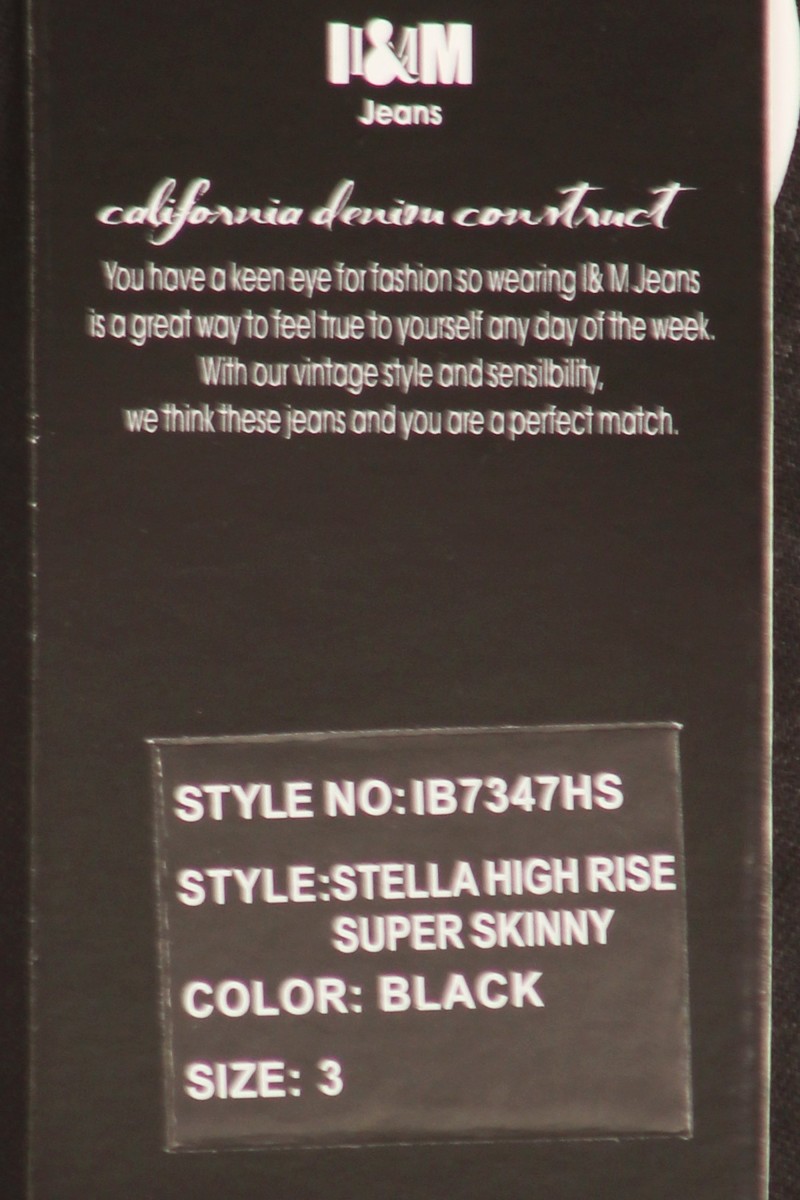 I&M
Jeans
california denim construct
You have a keen eye for fashion so wearing I& M Jeans
is a great way to feel true to yourself any day of the week.
With our vintage style and sensilbility,
we think these jeans and you are a perfect match.
STYLE NO: IB7347HS
STYLE: STELLA HIGH RISE
SUPER SKINNY
COLOR: BLACK
SIZE: 3